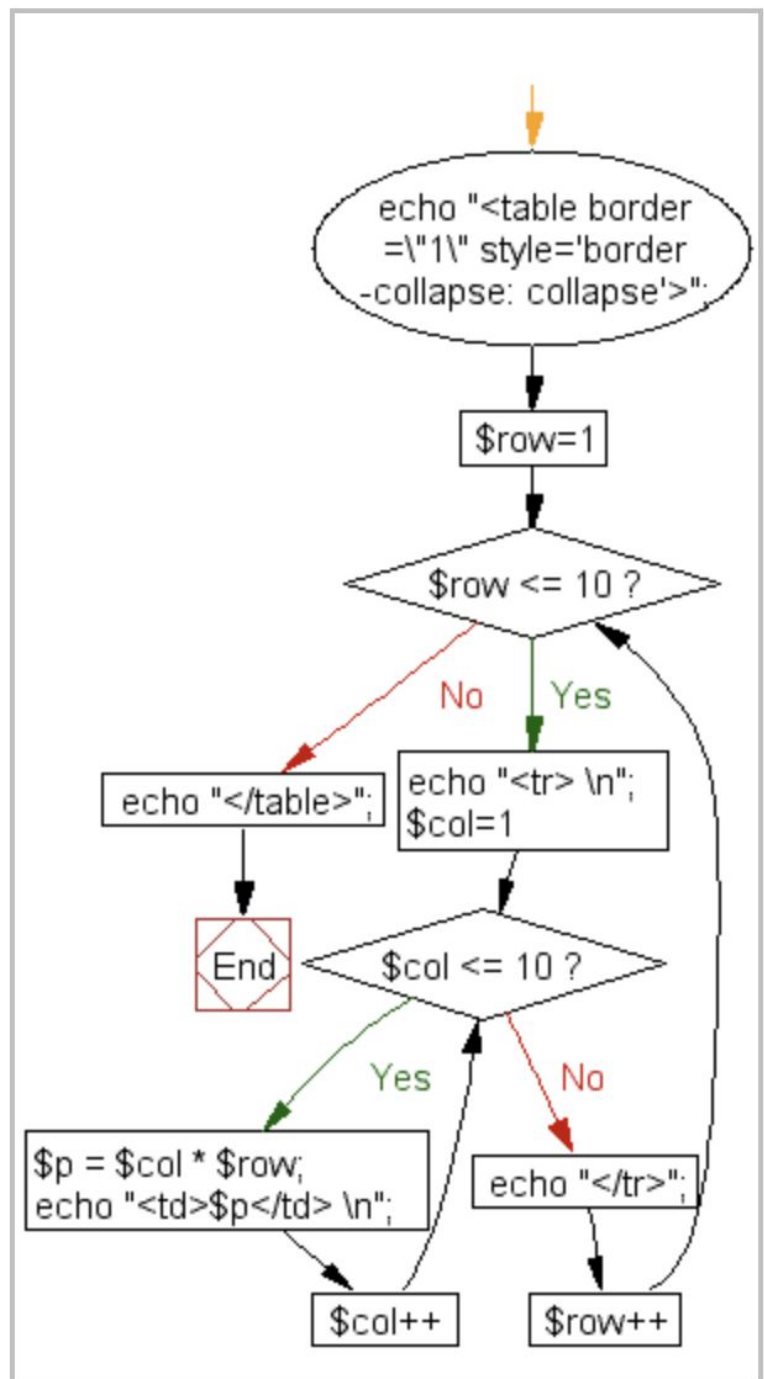 echo "<table border
=\"1\" style='border
-collapse: collapse'>";
$row=1
$row <= 10 ?
No
Yes
echo "</table>";
echo "<tr> \n";
$col=1
End
$col <= 10 ?
Yes
No
$p = $col * $row;
echo "<td>$p</td> \n";
echo "</tr>";
$col++
$row++